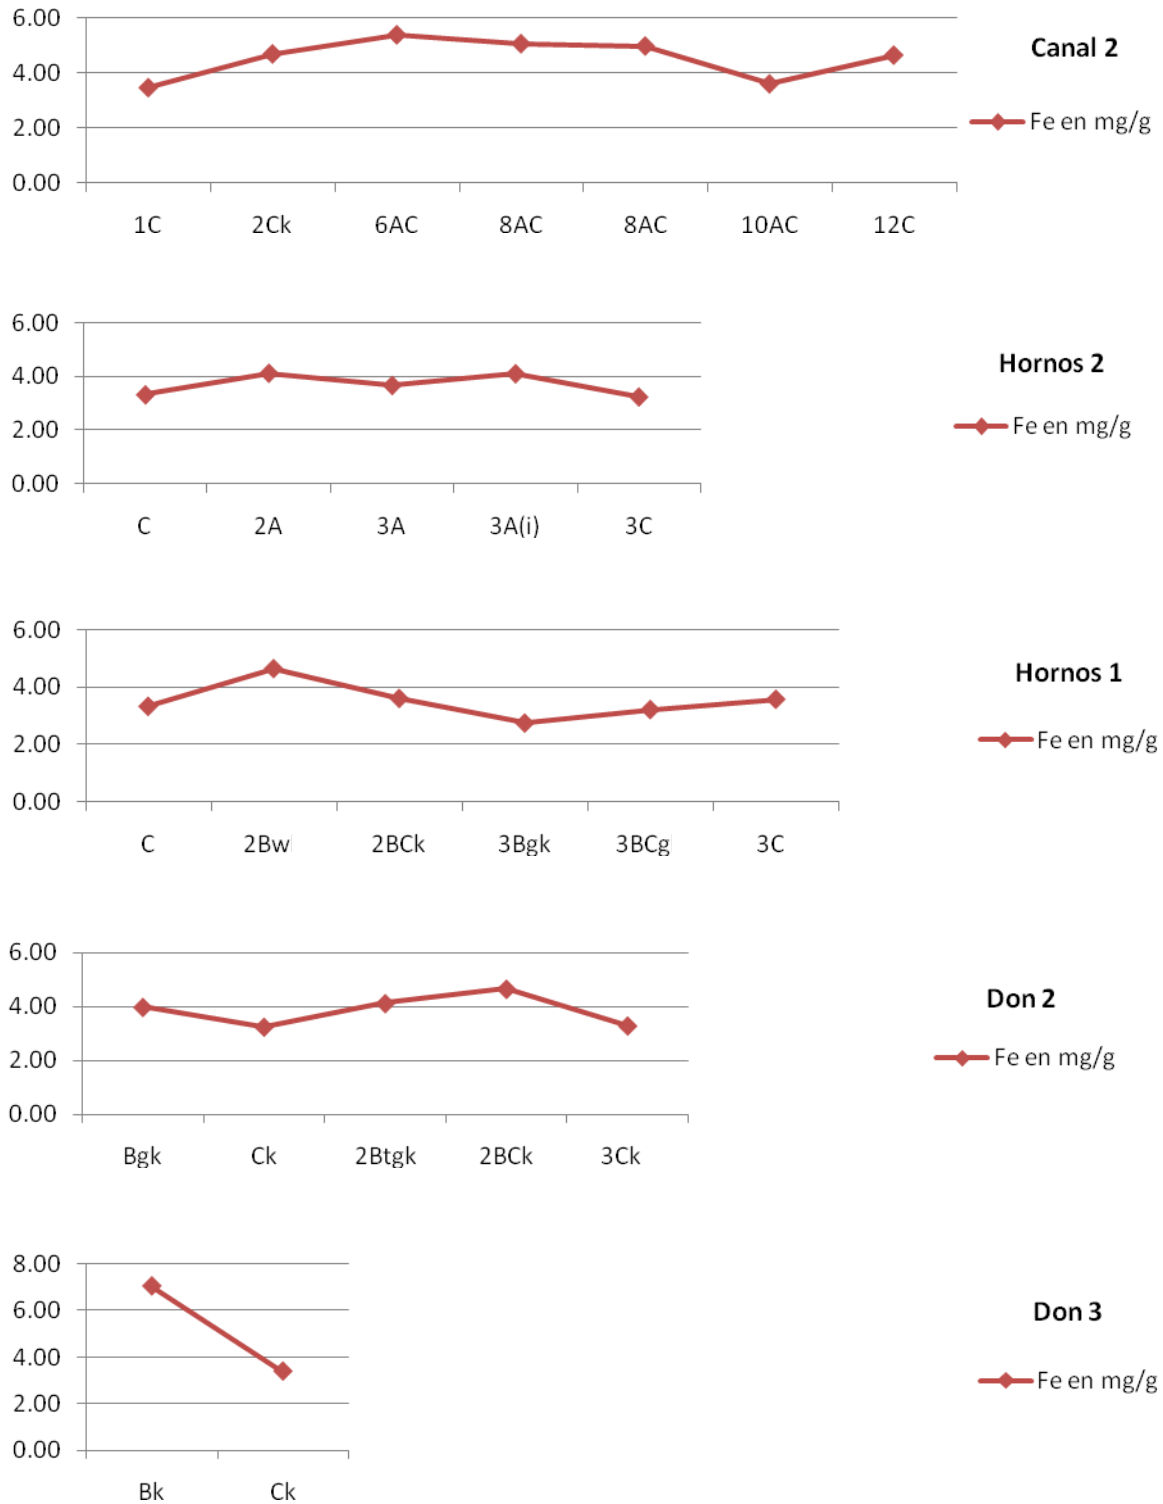 6.00
4.00
2.00
0.00
1C 2Ck 6AC 8AC 8AC 10AC 12C
Canal 2
Fe en mg/g
6.00
4.00
2.00
0.00
C 2A 3A 3A(i) 3C
Hornos 2
Fe en mg/g
6.00
4.00
2.00
0.00
C 2Bw 2BCk 3Bgk 3BCg 3C
Hornos 1
Fe en mg/g
6.00
4.00
2.00
0.00
Bgk Ck 2Btgk 2BCk 3Ck
Don 2
Fe en mg/g
8.00
6.00
4.00
2.00
0.00
Bk Ck
Don 3
Fe en mg/g